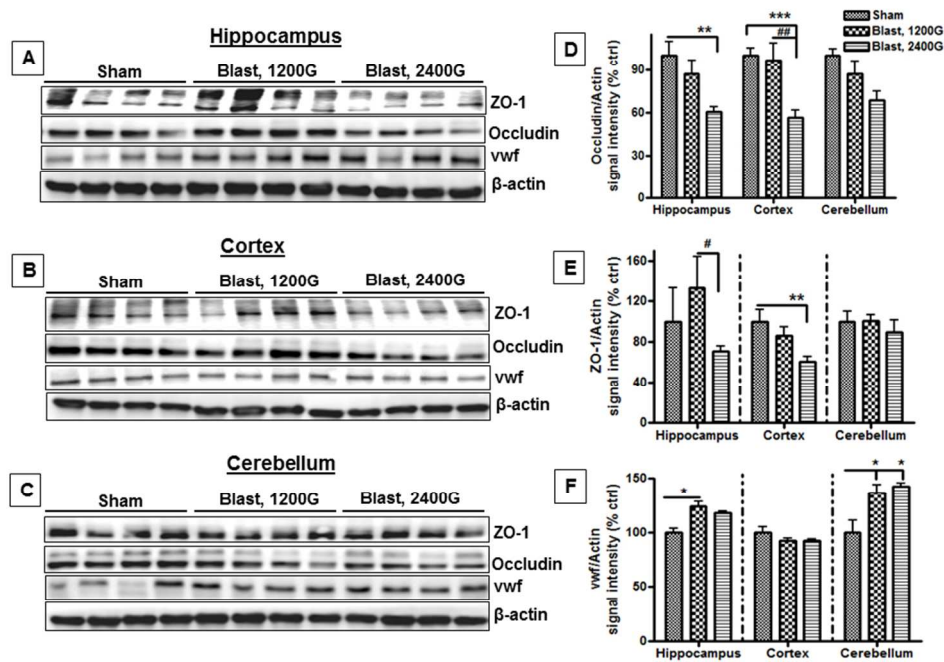 Hippocampus
A
Sham Blast, 1200G Blast, 2400G
ZO-1
Occludin
vwf
β-actin
Cortex
B
Sham Blast, 1200G Blast, 2400G
ZO-1
Occludin
vwf
β-actin
Cerebellum
C
Sham Blast, 1200G Blast, 2400G
ZO-1
Occludin
vwf
β-actin
D
Sham
Blast, 1200G
Blast, 2400G
** *** ##
Occludin/Actin
signal intensity (% ctrl)
120
90
60
30
0
Hippocampus Cortex Cerebellum
E
# **
ZO-1/Actin
signal intensity (% ctrl)
160
120
80
40
0
Hippocampus Cortex Cerebellum
F
* * *
vwf/Actin
signal intensity (% ctrl)
150
100
50
0
Hippocampus Cortex Cerebellum